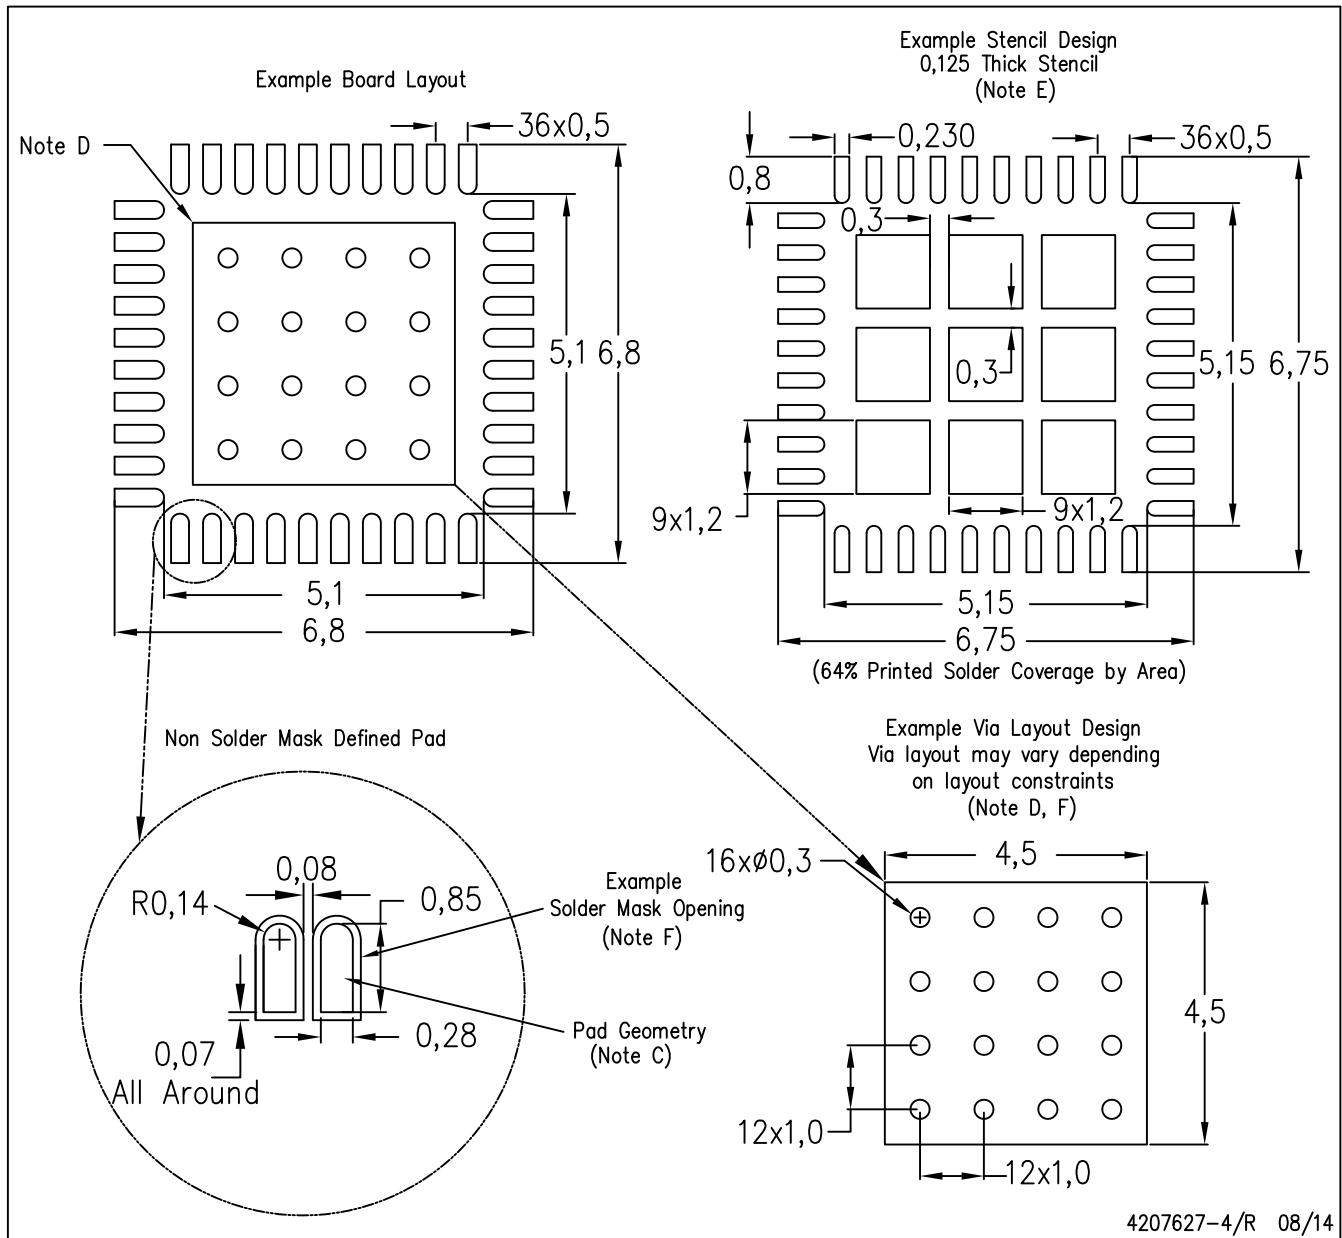 Example Board Layout
Note D
36x0,5
5,1
6,8
5,1
6,8
Example Stencil Design
0,125 Thick Stencil
(Note E)
0,230
36x0,5
0,8
0,3
0,3
5,15
6,75
9x1,2
9x1,2
5,15
6,75
(64% Printed Solder Coverage by Area)
Non Solder Mask Defined Pad
0,08
R0,14
0,85
Example
Solder Mask Opening
(Note F)
0,28
Pad Geometry
(Note C)
0,07
All Around
Example Via Layout Design
Via layout may vary depending
on layout constraints
(Note D, F)
16xø0,3
4,5
4,5
12x1,0
12x1,0
4207627-4/R 08/14